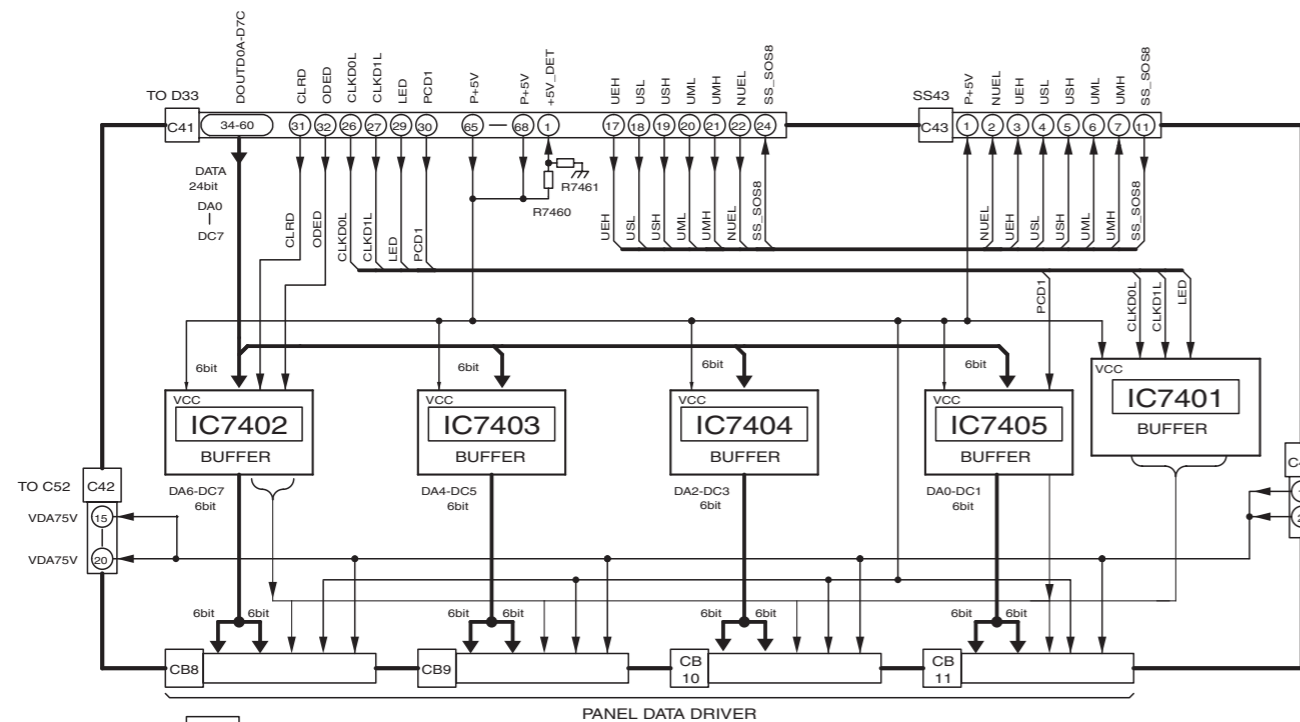 DOUTD0A-D7C
CLRD
ODED
CLKD0L
CLKD1L
LED
PCD1
P+5V
P+5V
+5V_DET
UEH
USL
USH
UML
UMH
NUEL
SS_SOS8
P+5V
NUEL
UEH
USL
USH
UML
UMH
SS_SOS8
TO D33
SS43
C41
34-60
31 32 26 27 29 30 65 — 68 1 17 18 19 20 21 22 24
C43
1 2 3 4 5 6 7 11
DATA
24bit
DA0
DC7
R7461
R7460
CLRD
ODED
CLKD0L
CLKD1L
LED
PCD1
UEH
USL
USH
UML
UMH
NUEL
SS_SOS8
NUEL
UEH
USL
USH
UML
UMH
SS_SOS8
PCD1
CLKD0L
CLKD1L
LED
6bit
6bit
6bit
6bit
VCC
IC7402
BUFFER
VCC
IC7403
BUFFER
VCC
IC7404
BUFFER
VCC
IC7405
BUFFER
VCC
IC7401
BUFFER
TO C52
C42
VDA75V
15
VDA75V
20
DA6-DC7
6bit
DA4-DC5
6bit
DA2-DC3
6bit
DA0-DC1
6bit
6bit 6bit
6bit 6bit
6bit 6bit
6bit 6bit
CB8
CB9
CB
10
CB
11
PANEL DATA DRIVER